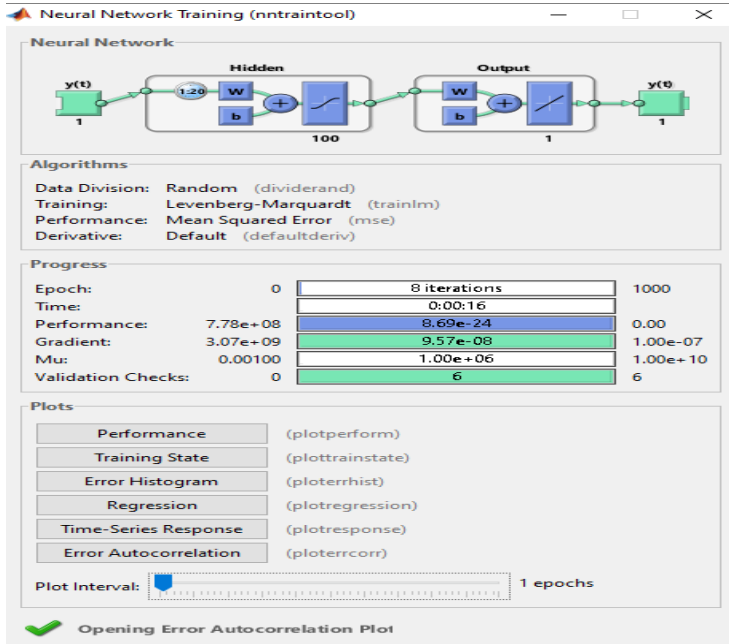 Neural Network Training (nntraintool)
Neural Network
Hidden Output
y(t) 1:20 W W y(t)
b b
1 1
100 1
Algorithms
Data Division: Random (dividerand)
Training: Levenberg-Marquardt (trainlm)
Performance: Mean Squared Error (mse)
Derivative: Default (defaultderiv)
Progress
Epoch: 0 8 iterations 1000
Time: 0:00:16
Performance: 7.78e+08 8.69e-24 0.00
Gradient: 3.07e+09 9.57e-08 1.00e-07
Mu: 0.00100 1.00e+06 1.00e+10
Validation Checks: 0 6 6
Plots
Performance (plotperform)
Training State (plottrainstate)
Error Histogram (ploterrhist)
Regression (plotregression)
Time-Series Response (plotresponse)
Error Autocorrelation (ploterrcorr)
Plot Interval: 1 epochs
Opening Error Autocorrelation Plot